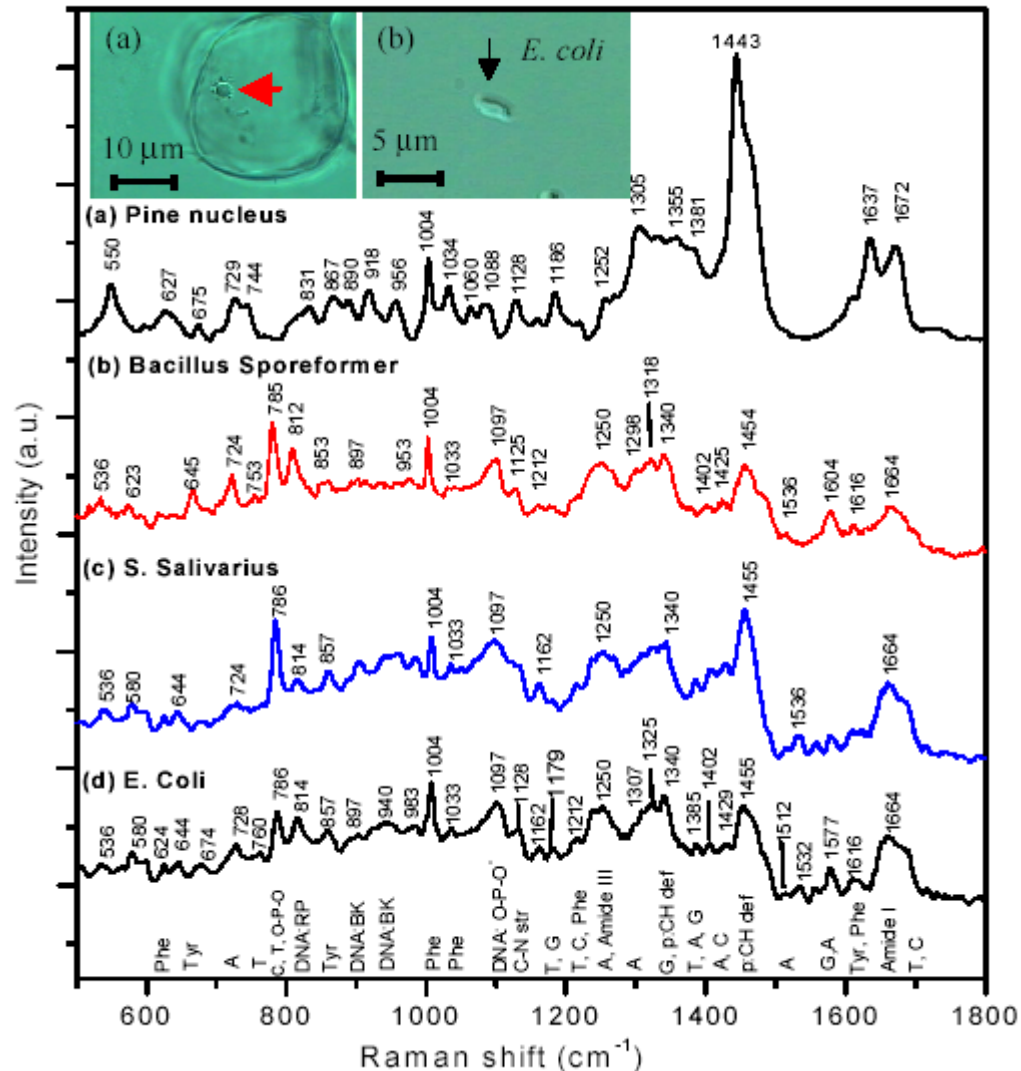 (a)
10 μm
(b)
E. coli
5 μm
(a) Pine nucleus
550
627
675
729
744
831
867
890
918
956
1004
1034
1060
1088
1128
1186
1252
1305
1355
1381
1443
1637
1672
(b) Bacillus Sporeformer
536
623
645
724
753
785
812
853
897
953
1004
1033
1097
1125
1212
1250
1298
1318
1340
1402
1425
1454
1536
1604
1616
1664
(c) S. Salivarius
536
580
644
724
786
814
857
1004
1033
1097
1162
1250
1340
1455
1536
1664
(d) E. Coli
536
580
624
644
674
728
760
786
814
857
897
940
983
1004
1033
1097
1128
1162
1179
1212
1250
1307
1325
1340
1385
1402
1429
1455
1512
1532
1577
1616
1664
Phe
Tyr
A
T
C, T, O-P-O
DNA:RP
Tyr
DNA:BK
DNA:BK
Phe
Phe
DNA: O-P-O⁻
C-N str
T, G
T, C, Phe
A, Amide III
A
G, p:CH def
T, A, G
A, C
p:CH def
A
G,A
Tyr, Phe
Amide I
T, C
600 800 1000 1200 1400 1600 1800
Raman shift (cm⁻¹)
Intensity (a.u.)